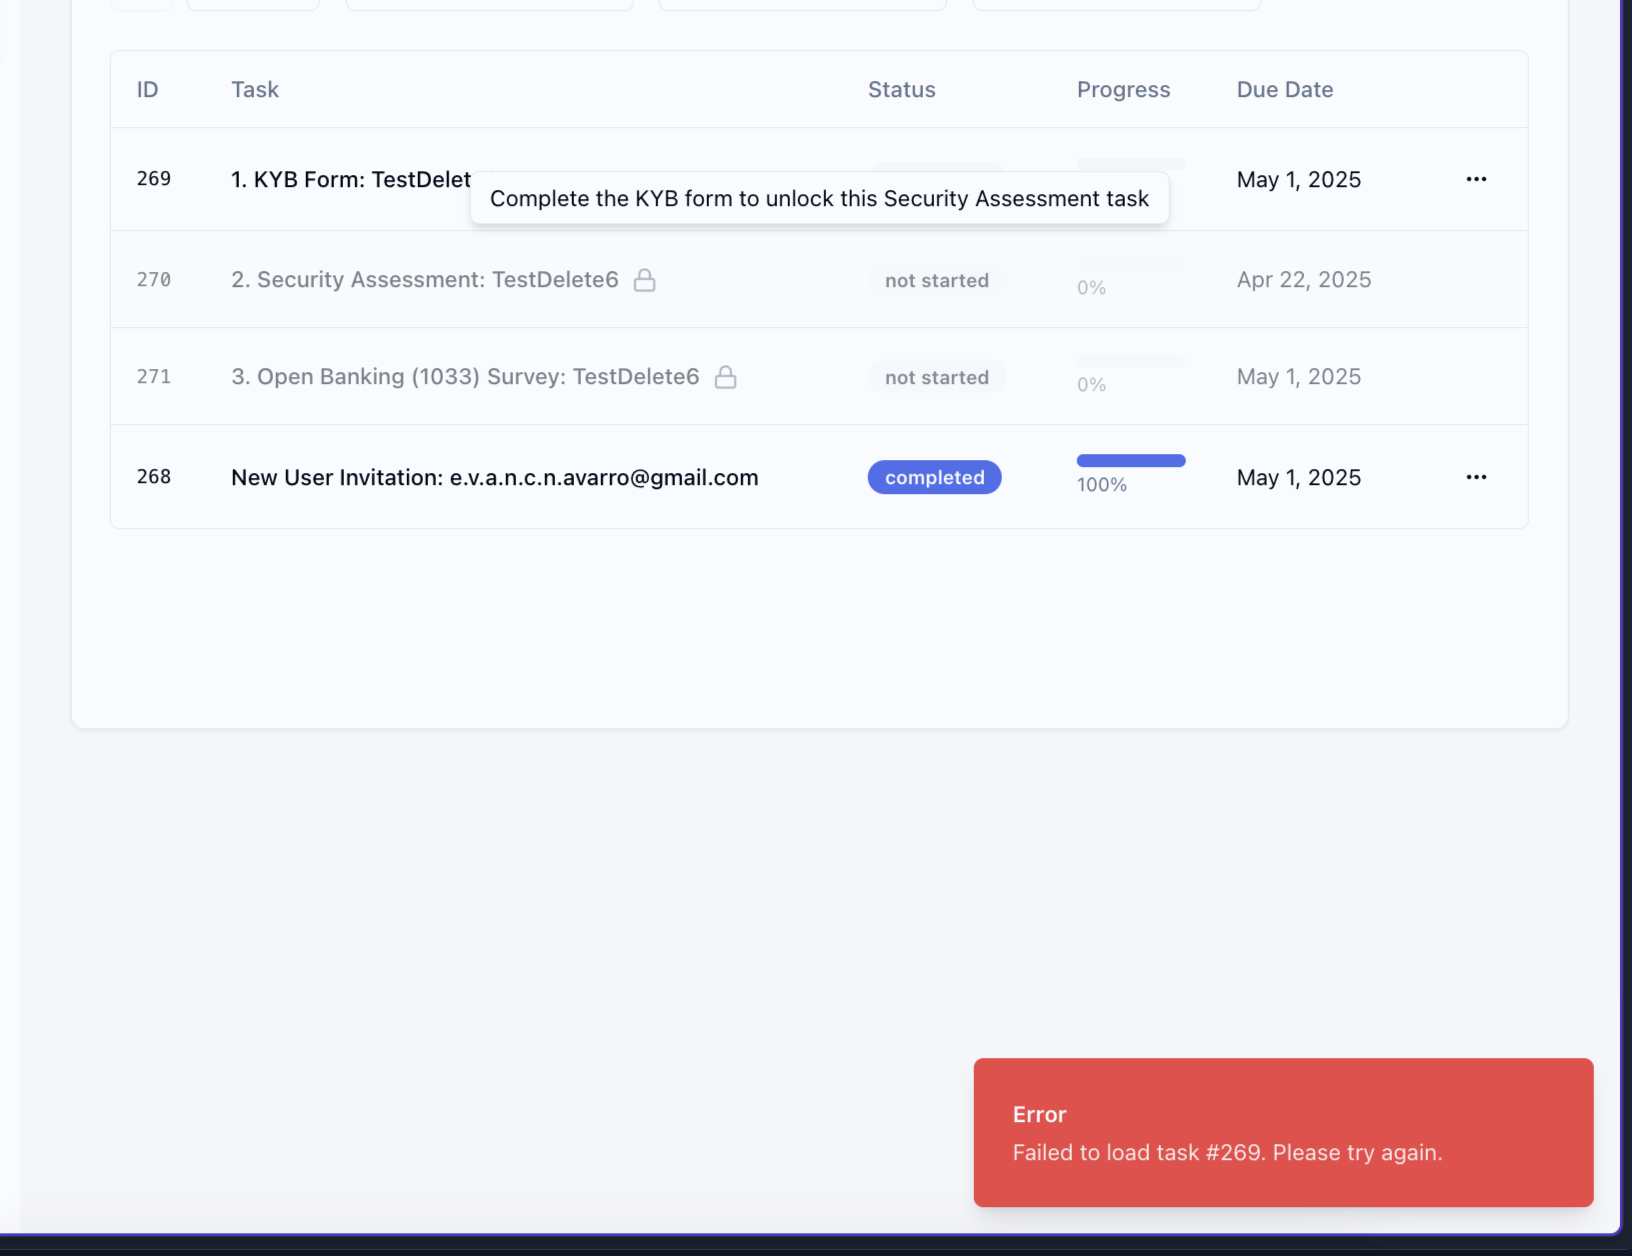 ID Task Status Progress Due Date
269 1. KYB Form: TestDelet May 1, 2025 ...
Complete the KYB form to unlock this Security Assessment task
270 2. Security Assessment: TestDelete6 not started 0% Apr 22, 2025
271 3. Open Banking (1033) Survey: TestDelete6 not started 0% May 1, 2025
268 New User Invitation: e.v.a.n.c.n.avarro@gmail.com completed 100% May 1, 2025 ...
Error
Failed to load task #269. Please try again.